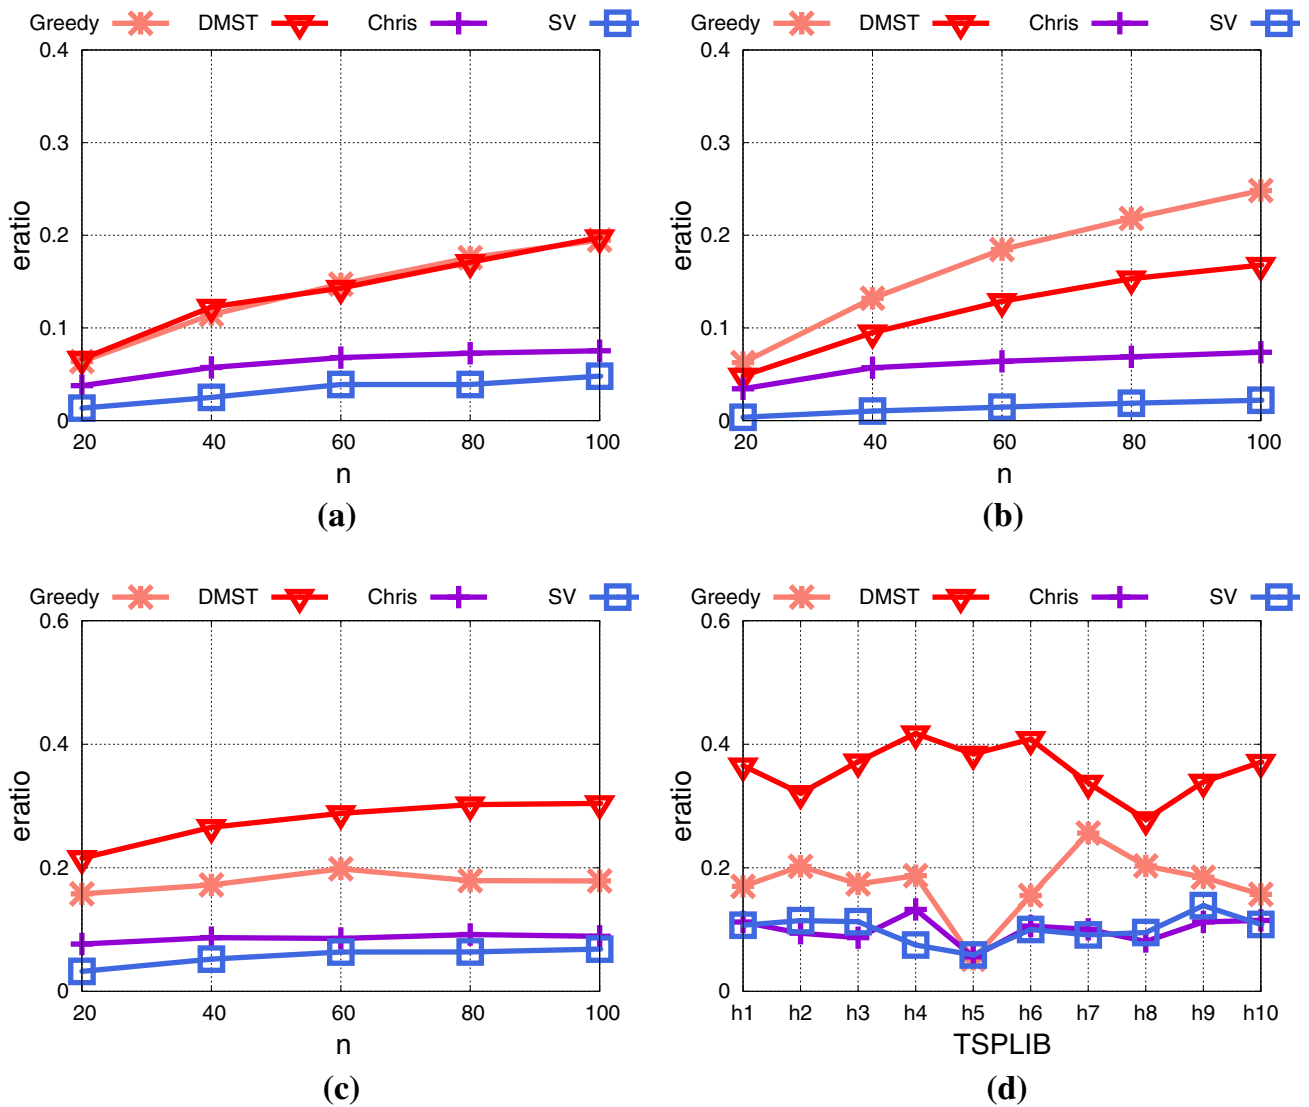 Greedy DMST Chris SV
0.4
0.3
0.2
0.1
0
eratio
20 40 60 80 100
n
(a)
Greedy DMST Chris SV
0.4
0.3
0.2
0.1
0
eratio
20 40 60 80 100
n
(b)
Greedy DMST Chris SV
0.6
0.4
0.2
0
eratio
20 40 60 80 100
n
(c)
Greedy DMST Chris SV
0.6
0.4
0.2
0
eratio
h1 h2 h3 h4 h5 h6 h7 h8 h9 h10
TSPLIB
(d)